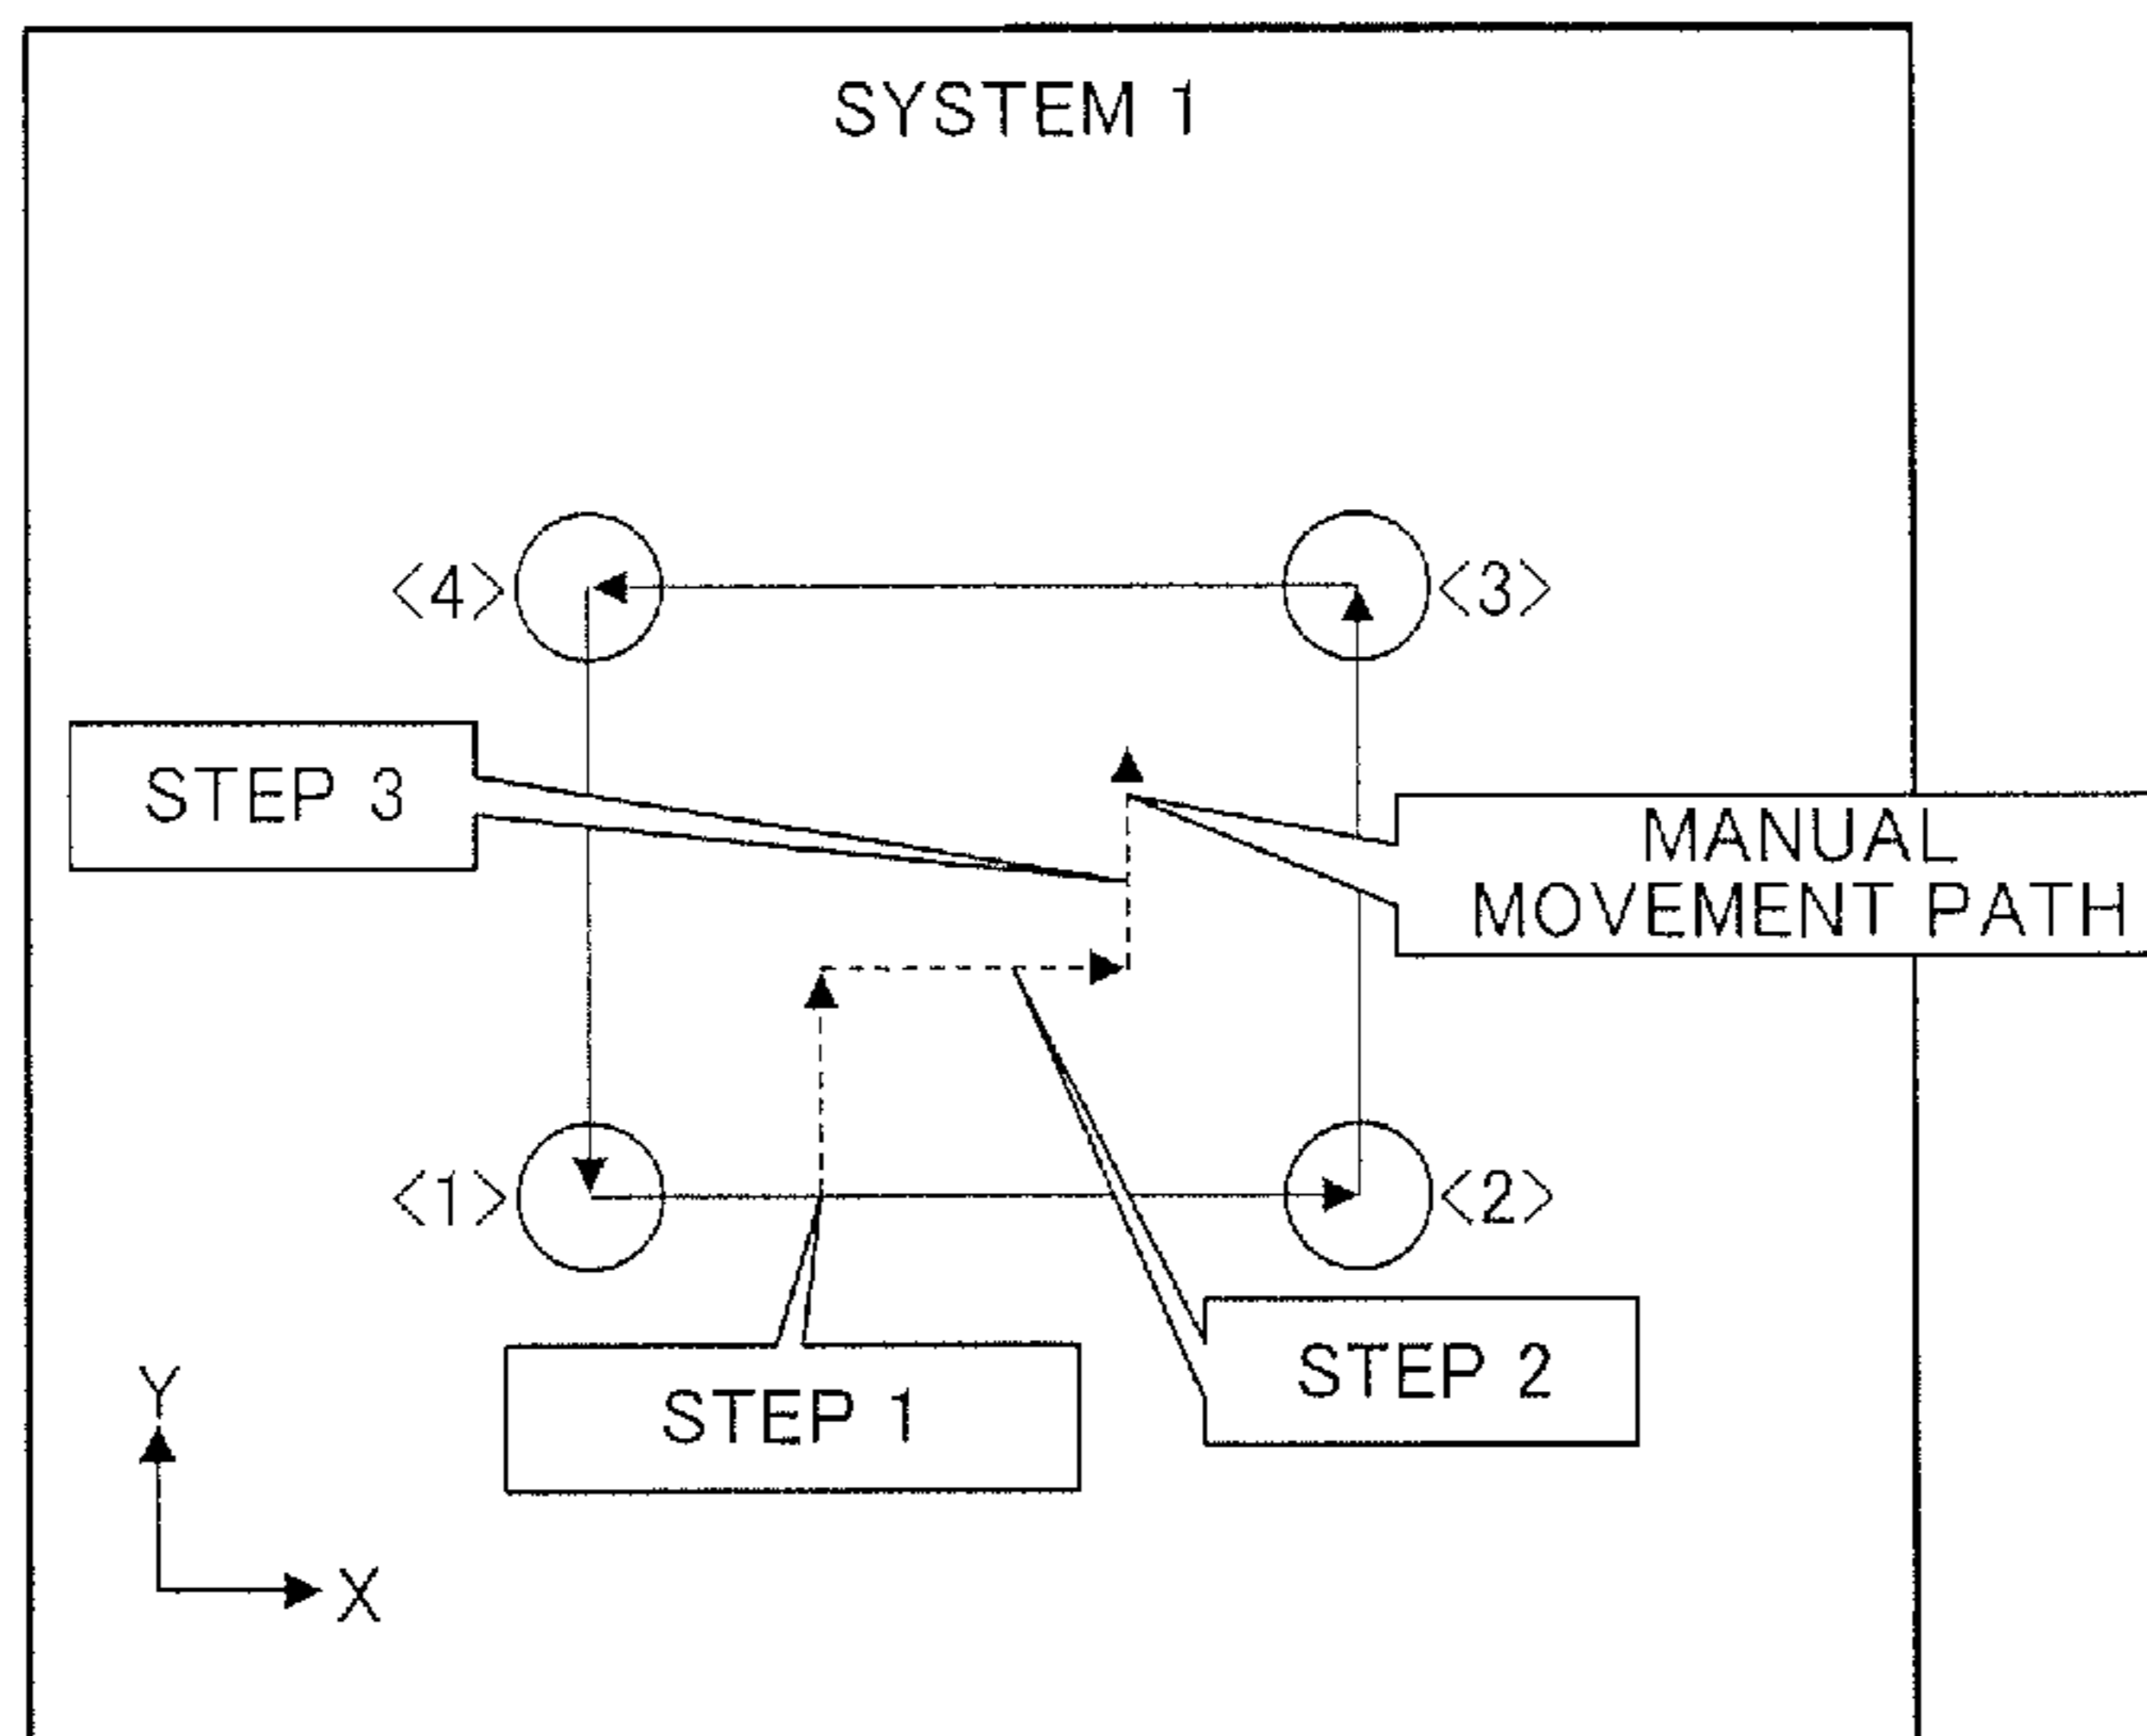 SYSTEM 1
<4>
<3>
STEP 3
MANUAL
MOVEMENT PATH
<1>
<2>
STEP 2
STEP 1
Y
X